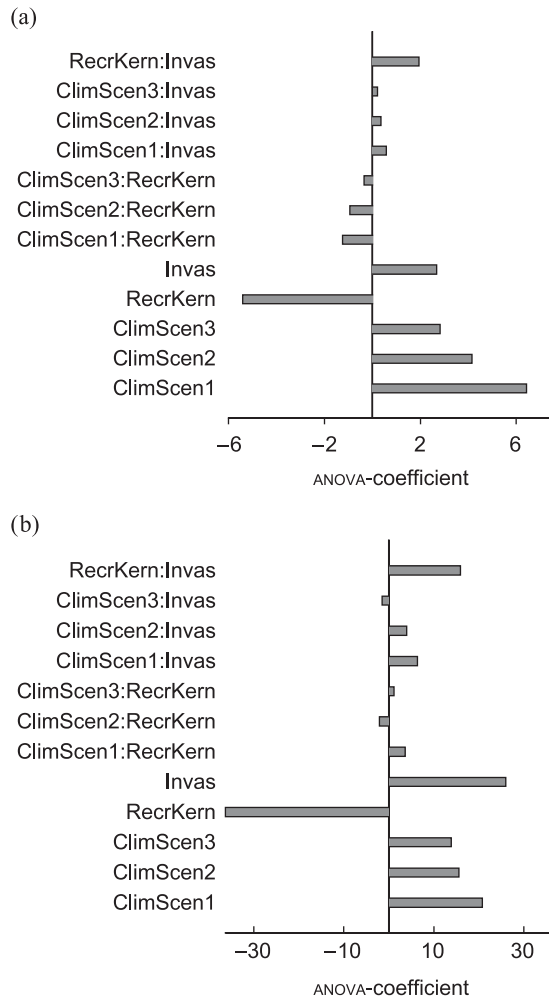 (a)
RecrKern:Invas
ClimScen3:Invas
ClimScen2:Invas
ClimScen1:Invas
ClimScen3:RecrKern
ClimScen2:RecrKern
ClimScen1:RecrKern
Invas
RecrKern
ClimScen3
ClimScen2
ClimScen1
–6 –2 2 6
ANOVA-coefficient
(b)
RecrKern:Invas
ClimScen3:Invas
ClimScen2:Invas
ClimScen1:Invas
ClimScen3:RecrKern
ClimScen2:RecrKern
ClimScen1:RecrKern
Invas
RecrKern
ClimScen3
ClimScen2
ClimScen1
–30 –10 10 30
ANOVA-coefficient